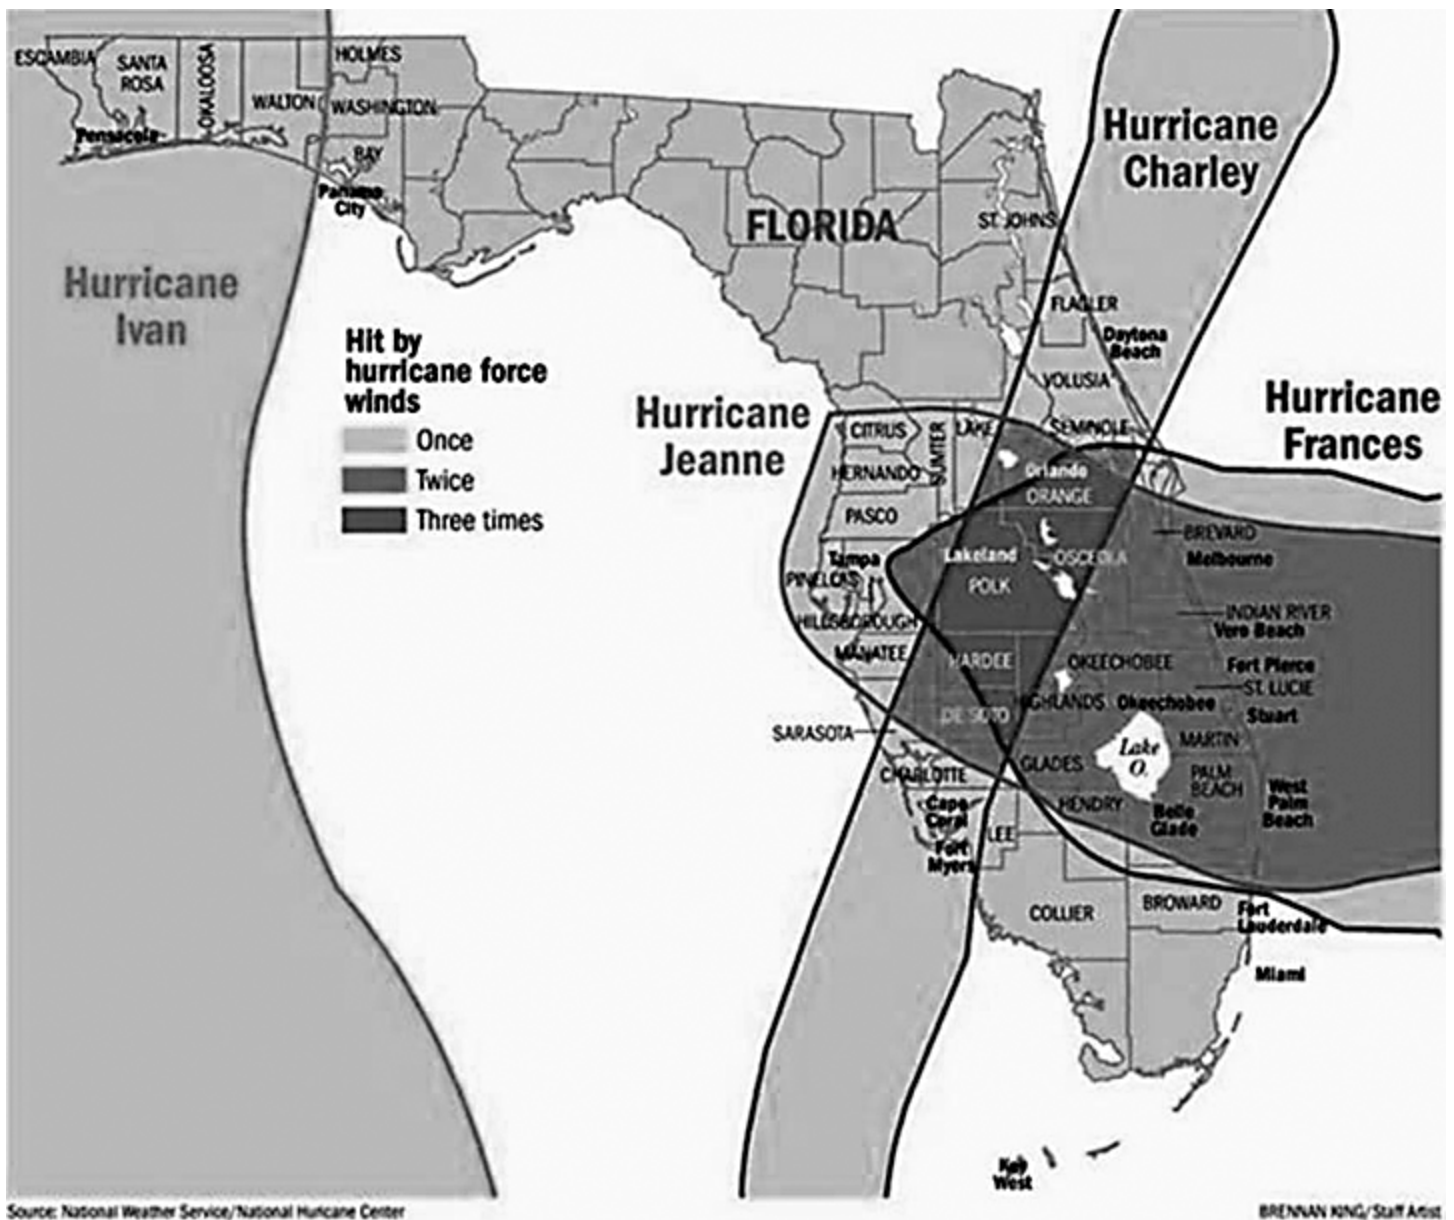 ESCAMBIA
SANTA
ROSA
OKALOOSA
WALTON
HOLMES
WASHINGTON
BAY
Pensacola
Panama
City
Hurricane
Ivan
Hit by
hurricane force
winds
Once
Twice
Three times
FLORIDA
ST. JOHNS
FLAGLER
Daytona
Beach
VOLUSIA
SEMINOLE
Hurricane
Charley
Hurricane
Frances
Hurricane
Jeanne
CITRUS
SUMTER
LAKE
HERNANDO
PASCO
Orlando
ORANGE
Tampa
PINELLAS
Lakeland
POLK
OSCEOLA
BREVARD
Melbourne
HILLSBOROUGH
INDIAN RIVER
Vero Beach
MANATEE
HARDEE
OKEECHOBEE
Fort Pierce
ST. LUCIE
DE SOTO
HIGHLANDS
Okeechobee
Stuart
SARASOTA
MARTIN
Lake
O.
CHARLOTTE
GLADES
PALM
BEACH
West
Palm
Beach
Cape
Coral
HENDRY
Belle
Glade
LEE
Fort
Myers
COLLIER
BROWARD
Fort
Lauderdale
Miami
Key
West
Source: National Weather Service/National Huricane Center
BRENNAN KING/Staff Artist